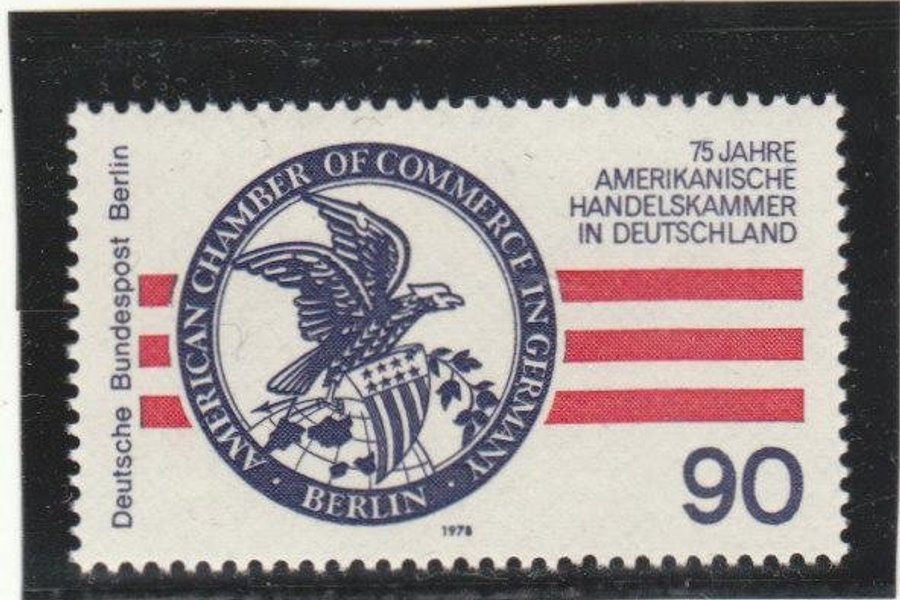 Deutsche Bundespost Berlin
AMERICAN CHAMBER OF COMMERCE IN GERMANY
· BERLIN ·
75 JAHRE
AMERIKANISCHE
HANDELSKAMMER
IN DEUTSCHLAND
90
1978